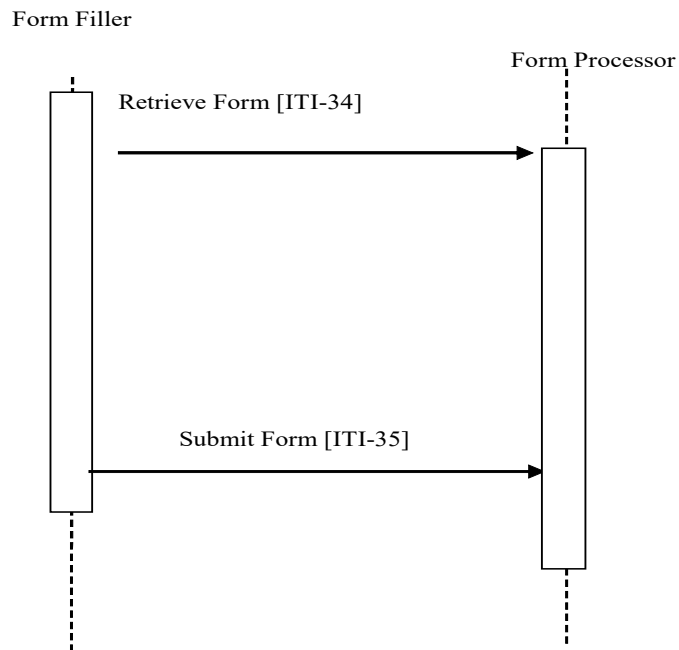 Form Filler
Form Processor
Retrieve Form [ITI-34]
Submit Form [ITI-35]